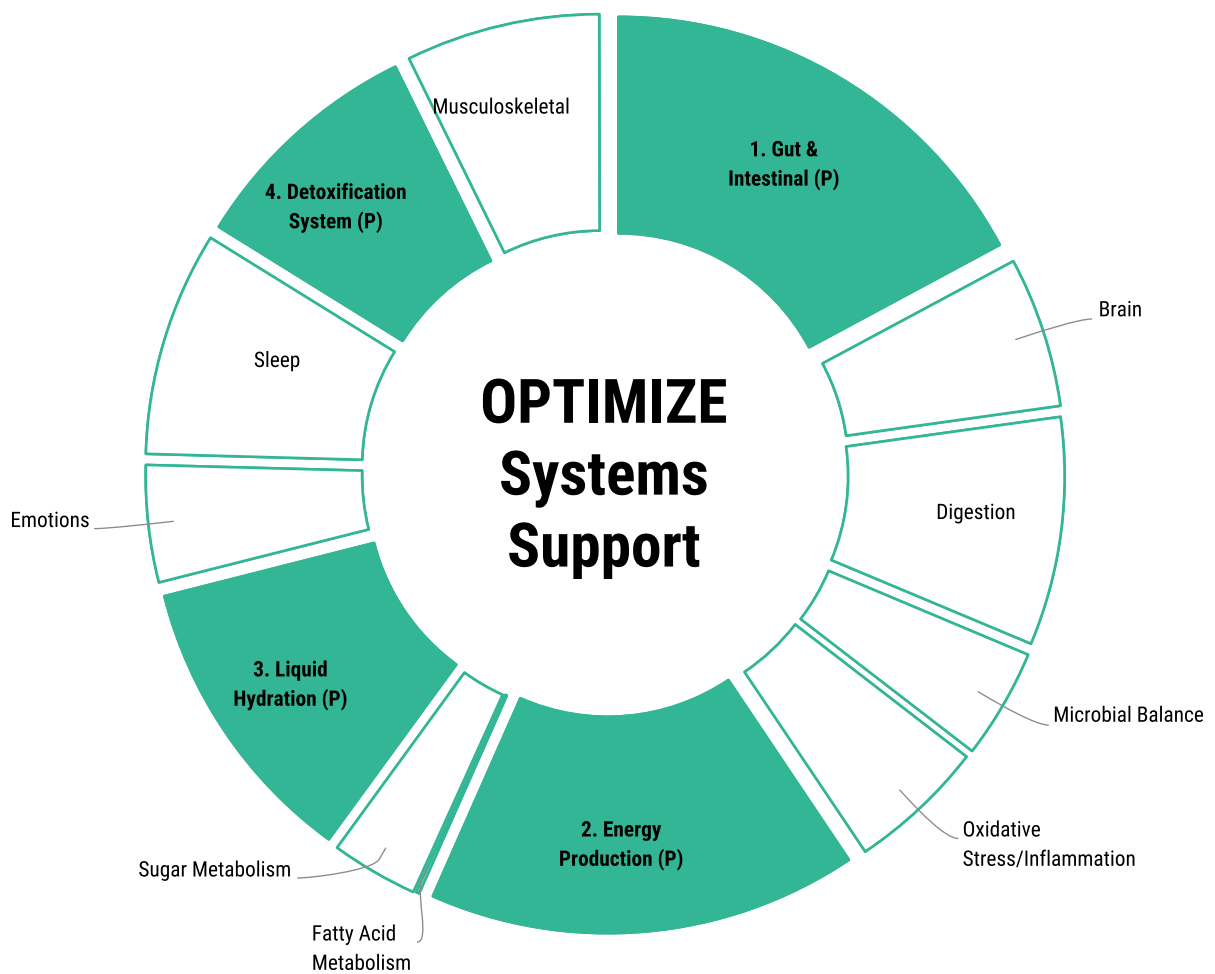 OPTIMIZE
Systems
Support
1. Gut &
Intestinal (P)
Brain
Digestion
Microbial Balance
Oxidative
Stress/Inflammation
2. Energy
Production (P)
Fatty Acid
Metabolism
Sugar Metabolism
3. Liquid
Hydration (P)
Emotions
Sleep
4. Detoxification
System (P)
Musculoskeletal